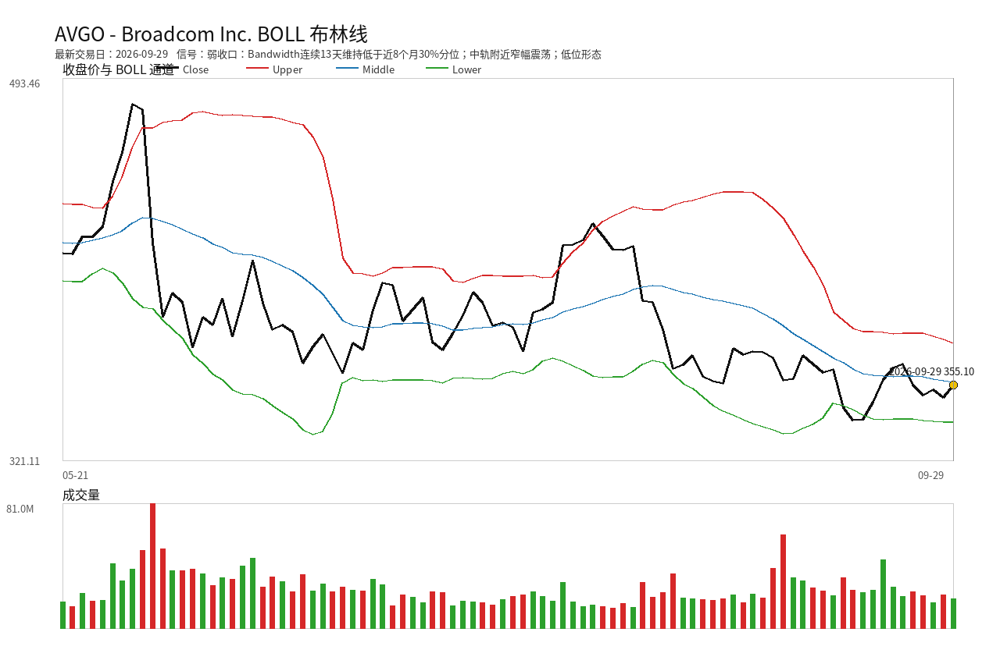 AVGO - Broadcom Inc. BOLL 布林线
最新交易日：2026-09-29 信号：弱收口：Bandwidth连续13天维持低于近8个月30%分位；中轨附近窄幅震荡；低位形态
收盘价与 BOLL 通道 Close Upper Middle Lower
493.46
2026-09-29 355.10
321.11
05-21 09-29
成交量
81.0M